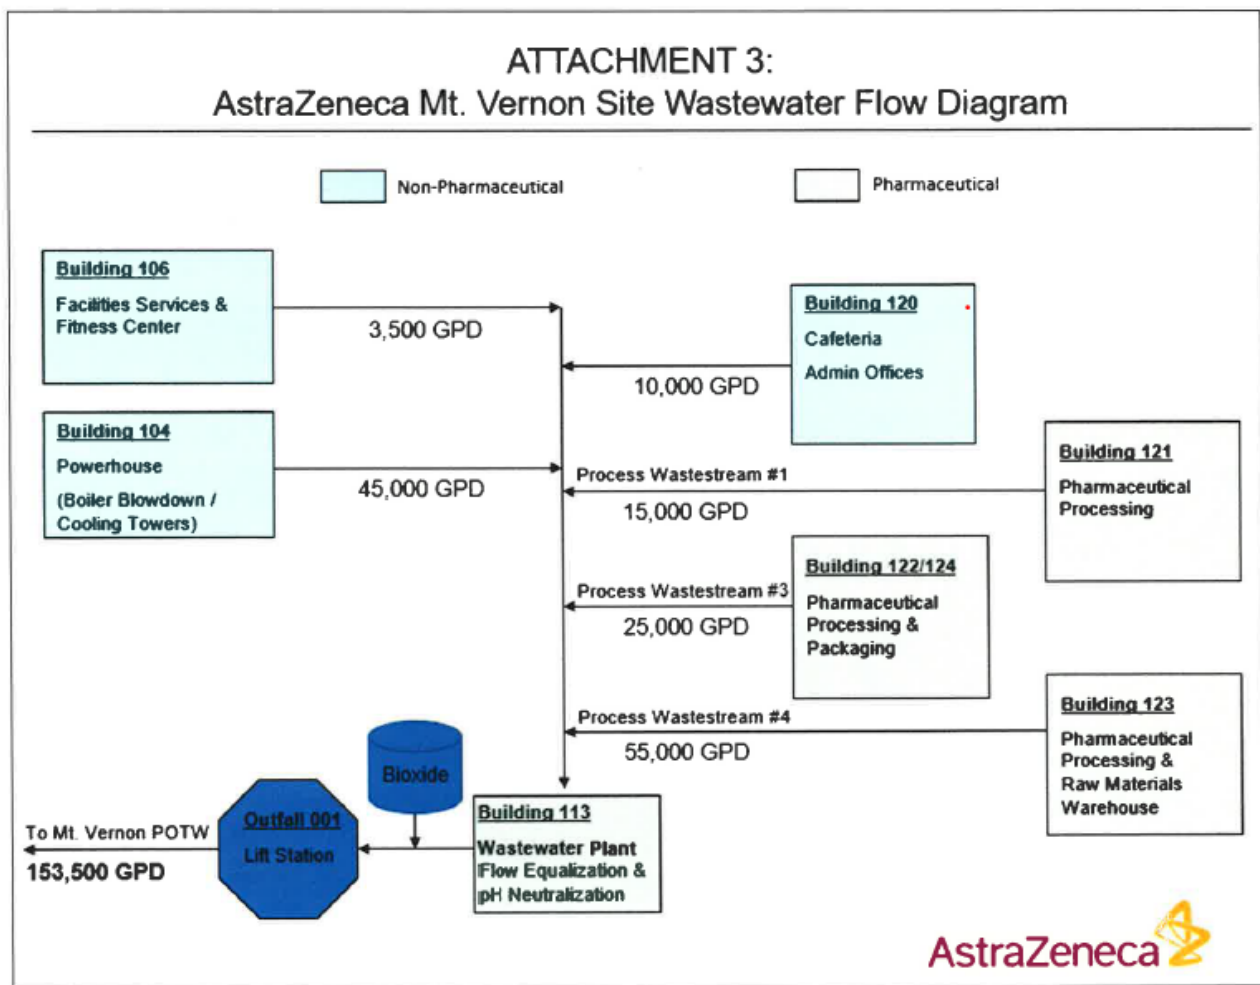 ATTACHMENT 3:
AstraZeneca Mt. Vernon Site Wastewater Flow Diagram
Non-Pharmaceutical
Pharmaceutical
Building 106
Facilities Services &
Fitness Center
3,500 GPD
Building 120
Cafeteria
Admin Offices
10,000 GPD
Building 104
Powerhouse
(Boiler Blowdown /
Cooling Towers)
45,000 GPD
Process Wastestream #1
15,000 GPD
Building 121
Pharmaceutical
Processing
Process Wastestream #3
25,000 GPD
Building 122/124
Pharmaceutical
Processing &
Packaging
Process Wastestream #4
55,000 GPD
Building 123
Pharmaceutical
Processing &
Raw Materials
Warehouse
Bioxide
Building 113
Wastewater Plant
Flow Equalization &
pH Neutralization
Outfall 001
Lift Station
To Mt. Vernon POTW
153,500 GPD
AstraZeneca